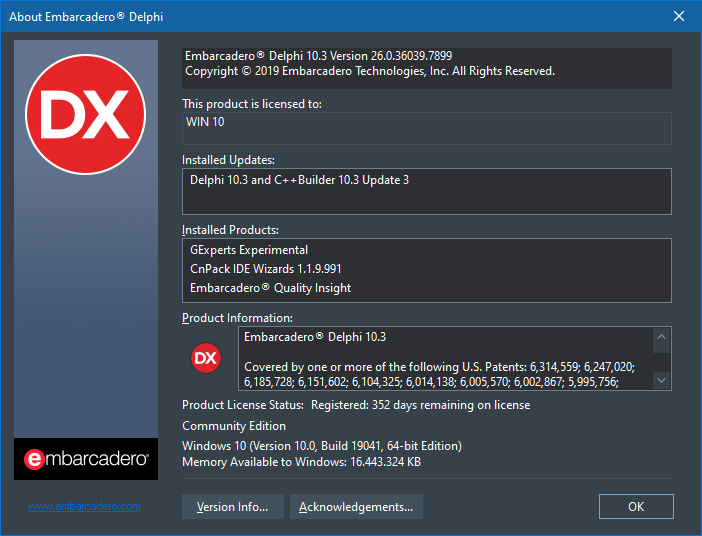 About Embarcadero® Delphi
DX
Embarcadero® Delphi 10.3 Version 26.0.36039.7899
Copyright © 2019 Embarcadero Technologies, Inc. All Rights Reserved.
This product is licensed to:
WIN 10
Installed Updates:
Delphi 10.3 and C++Builder 10.3 Update 3
Installed Products:
GExperts Experimental
CnPack IDE Wizards 1.1.9.991
Embarcadero® Quality Insight
Product Information:
DX
Embarcadero® Delphi 10.3
Covered by one or more of the following U.S. Patents: 6,314,559; 6,247,020;
6,185,728; 6,151,602; 6,104,325; 6,014,138; 6,005,570; 6,002,867; 5,995,756;
Product License Status: Registered: 352 days remaining on license
Community Edition
Windows 10 (Version 10.0, Build 19041, 64-bit Edition)
Memory Available to Windows: 16.443.324 KB
embarcadero®
www.embarcadero.com
Version Info...
Acknowledgements...
OK